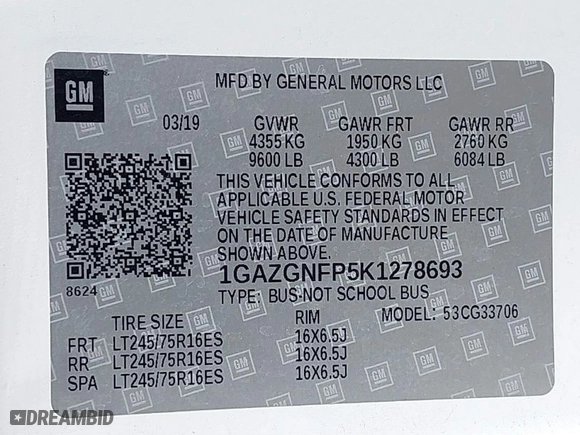 GM
MFD BY GENERAL MOTORS LLC
03/19 GVWR GAWR FRT GAWR RR
4355 KG 1950 KG 2760 KG
9600 LB 4300 LB 6084 LB
THIS VEHICLE CONFORMS TO ALL
APPLICABLE U.S. FEDERAL MOTOR
VEHICLE SAFETY STANDARDS IN EFFECT
ON THE DATE OF MANUFACTURE
SHOWN ABOVE.
8624
1GAZGNFP5K1278693
TYPE: BUS-NOT SCHOOL BUS MODEL: 53CG33706
TIRE SIZE RIM
FRT LT245/75R16ES 16X6.5J
RR LT245/75R16ES 16X6.5J
SPA LT245/75R16ES 16X6.5J
DREAMBID